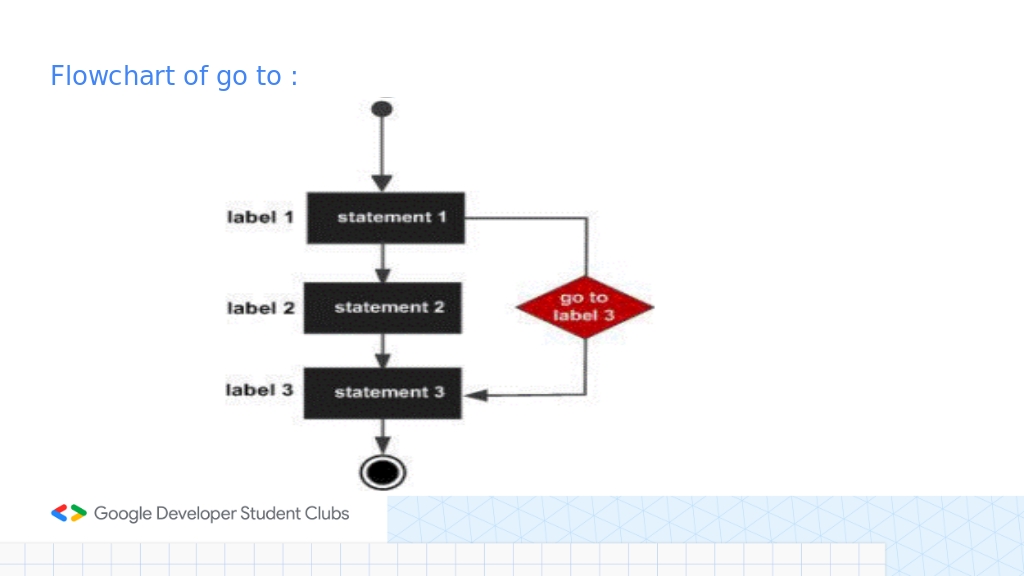 Flowchart of go to :
label 1
statement 1
label 2
statement 2
go to
label 3
label 3
statement 3
Google Developer Student Clubs